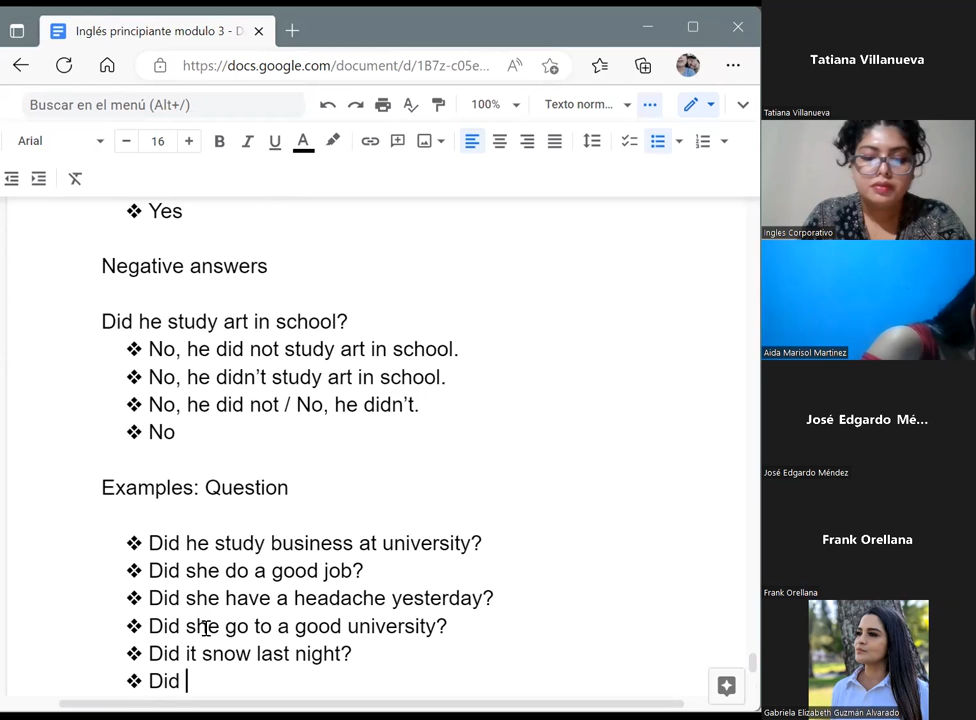 Inglés principiante modulo 3 - D
https://docs.google.com/document/d/1B7z-c05e...
Buscar en el menú (Alt+/)
100%
Texto norm...
Arial
16
B I U A
❖ Yes
Negative answers
Did he study art in school?
❖ No, he did not study art in school.
❖ No, he didn't study art in school.
❖ No, he did not / No, he didn't.
❖ No
Examples: Question
❖ Did he study business at university?
❖ Did she do a good job?
❖ Did she have a headache yesterday?
❖ Did she go to a good university?
❖ Did it snow last night?
❖ Did
Tatiana Villanueva
Tatiana Villanueva
Ingles Corporativo
Aida Marisol Martínez
José Edgardo Mé...
José Edgardo Méndez
Frank Orellana
Frank Orellana
Gabriela Elizabeth Guzmán Alvarado